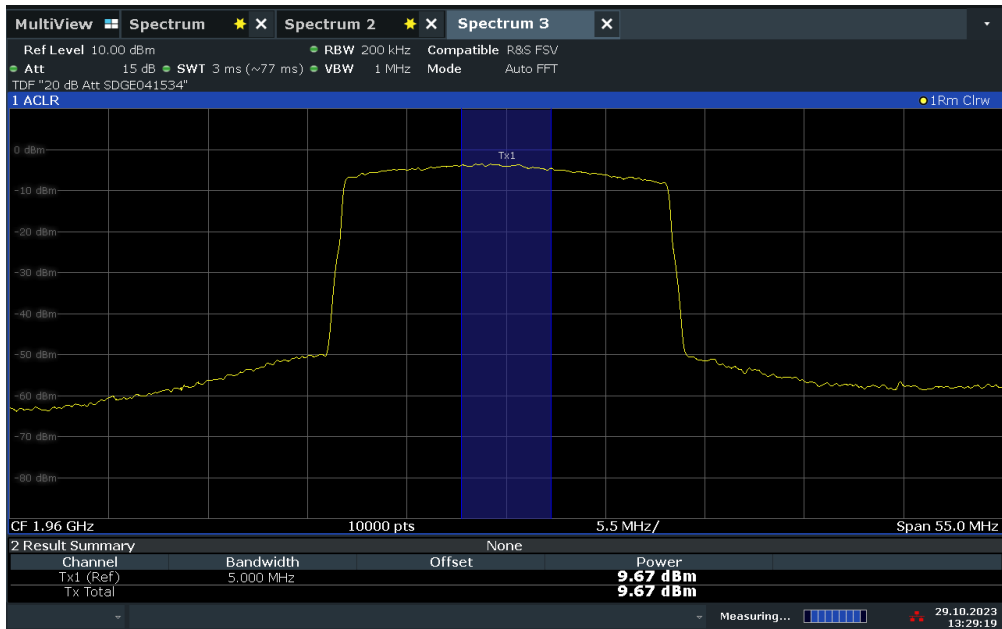 MultiView Spectrum X Spectrum 2 X Spectrum 3 X
Ref Level 10.00 dBm RBW 200 kHz Compatible R&S FSV
Att 15 dB SWT 3 ms (~77 ms) VBW 1 MHz Mode Auto FFT
TDF "20 dB Att SDGE041534"
1 ACLR 1Rm Clrw
Tx1
0 dBm
-10 dBm
-20 dBm
-30 dBm
-40 dBm
-50 dBm
-60 dBm
-70 dBm
-80 dBm
CF 1.96 GHz 10000 pts 5.5 MHz/ Span 55.0 MHz
2 Result Summary None
Channel Bandwidth Offset Power
Tx1 (Ref) 5.000 MHz 9.67 dBm
Tx Total 9.67 dBm
Measuring... 29.10.2023
13:29:19